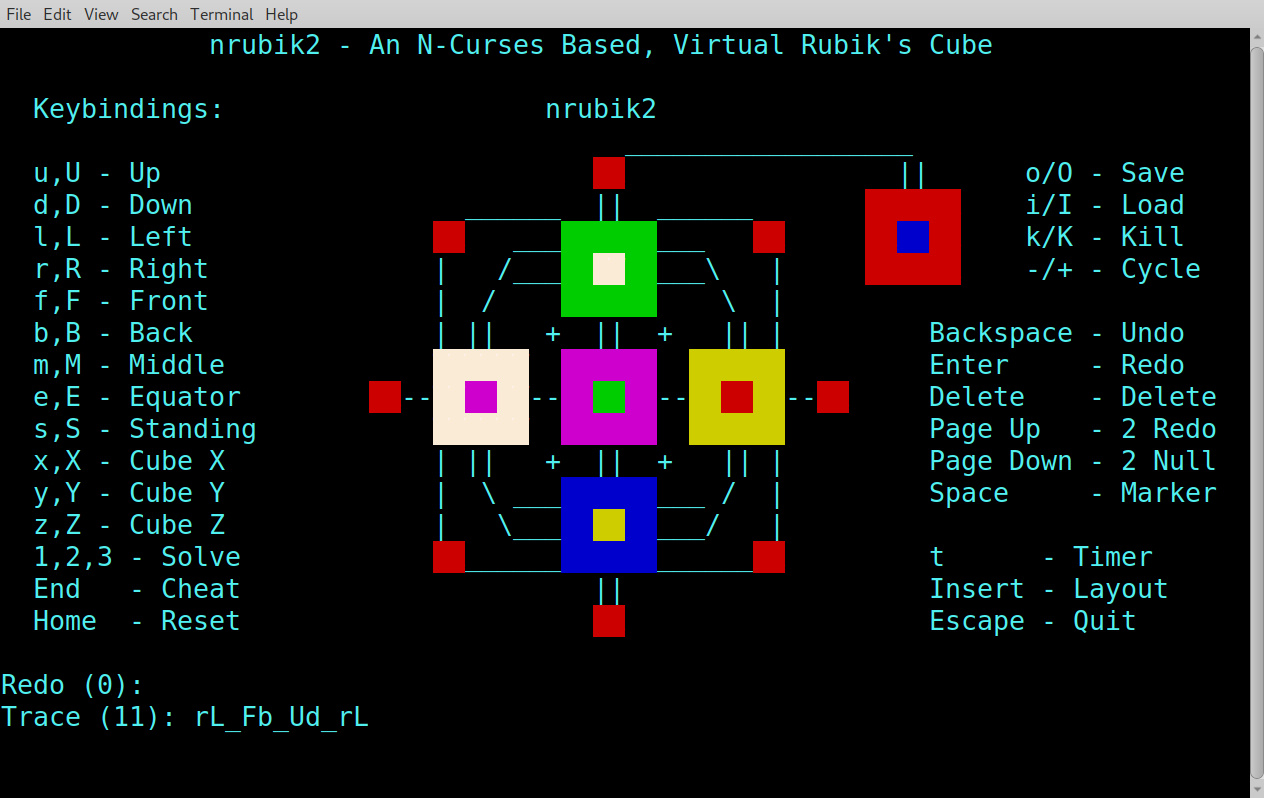 File Edit View Search Terminal Help
nrubik2 - An N-Curses Based, Virtual Rubik's Cube
Keybindings: nrubik2
u,U - Up
d,D - Down
l,L - Left
r,R - Right
f,F - Front
b,B - Back
m,M - Middle
e,E - Equator
s,S - Standing
x,X - Cube X
y,Y - Cube Y
z,Z - Cube Z
1,2,3 - Solve
End - Cheat
Home - Reset
o/O - Save
i/I - Load
k/K - Kill
-/+ - Cycle
Backspace - Undo
Enter - Redo
Delete - Delete
Page Up - 2 Redo
Page Down - 2 Null
Space - Marker
t - Timer
Insert - Layout
Escape - Quit
Redo (0):
Trace (11): rL_Fb_Ud_rL